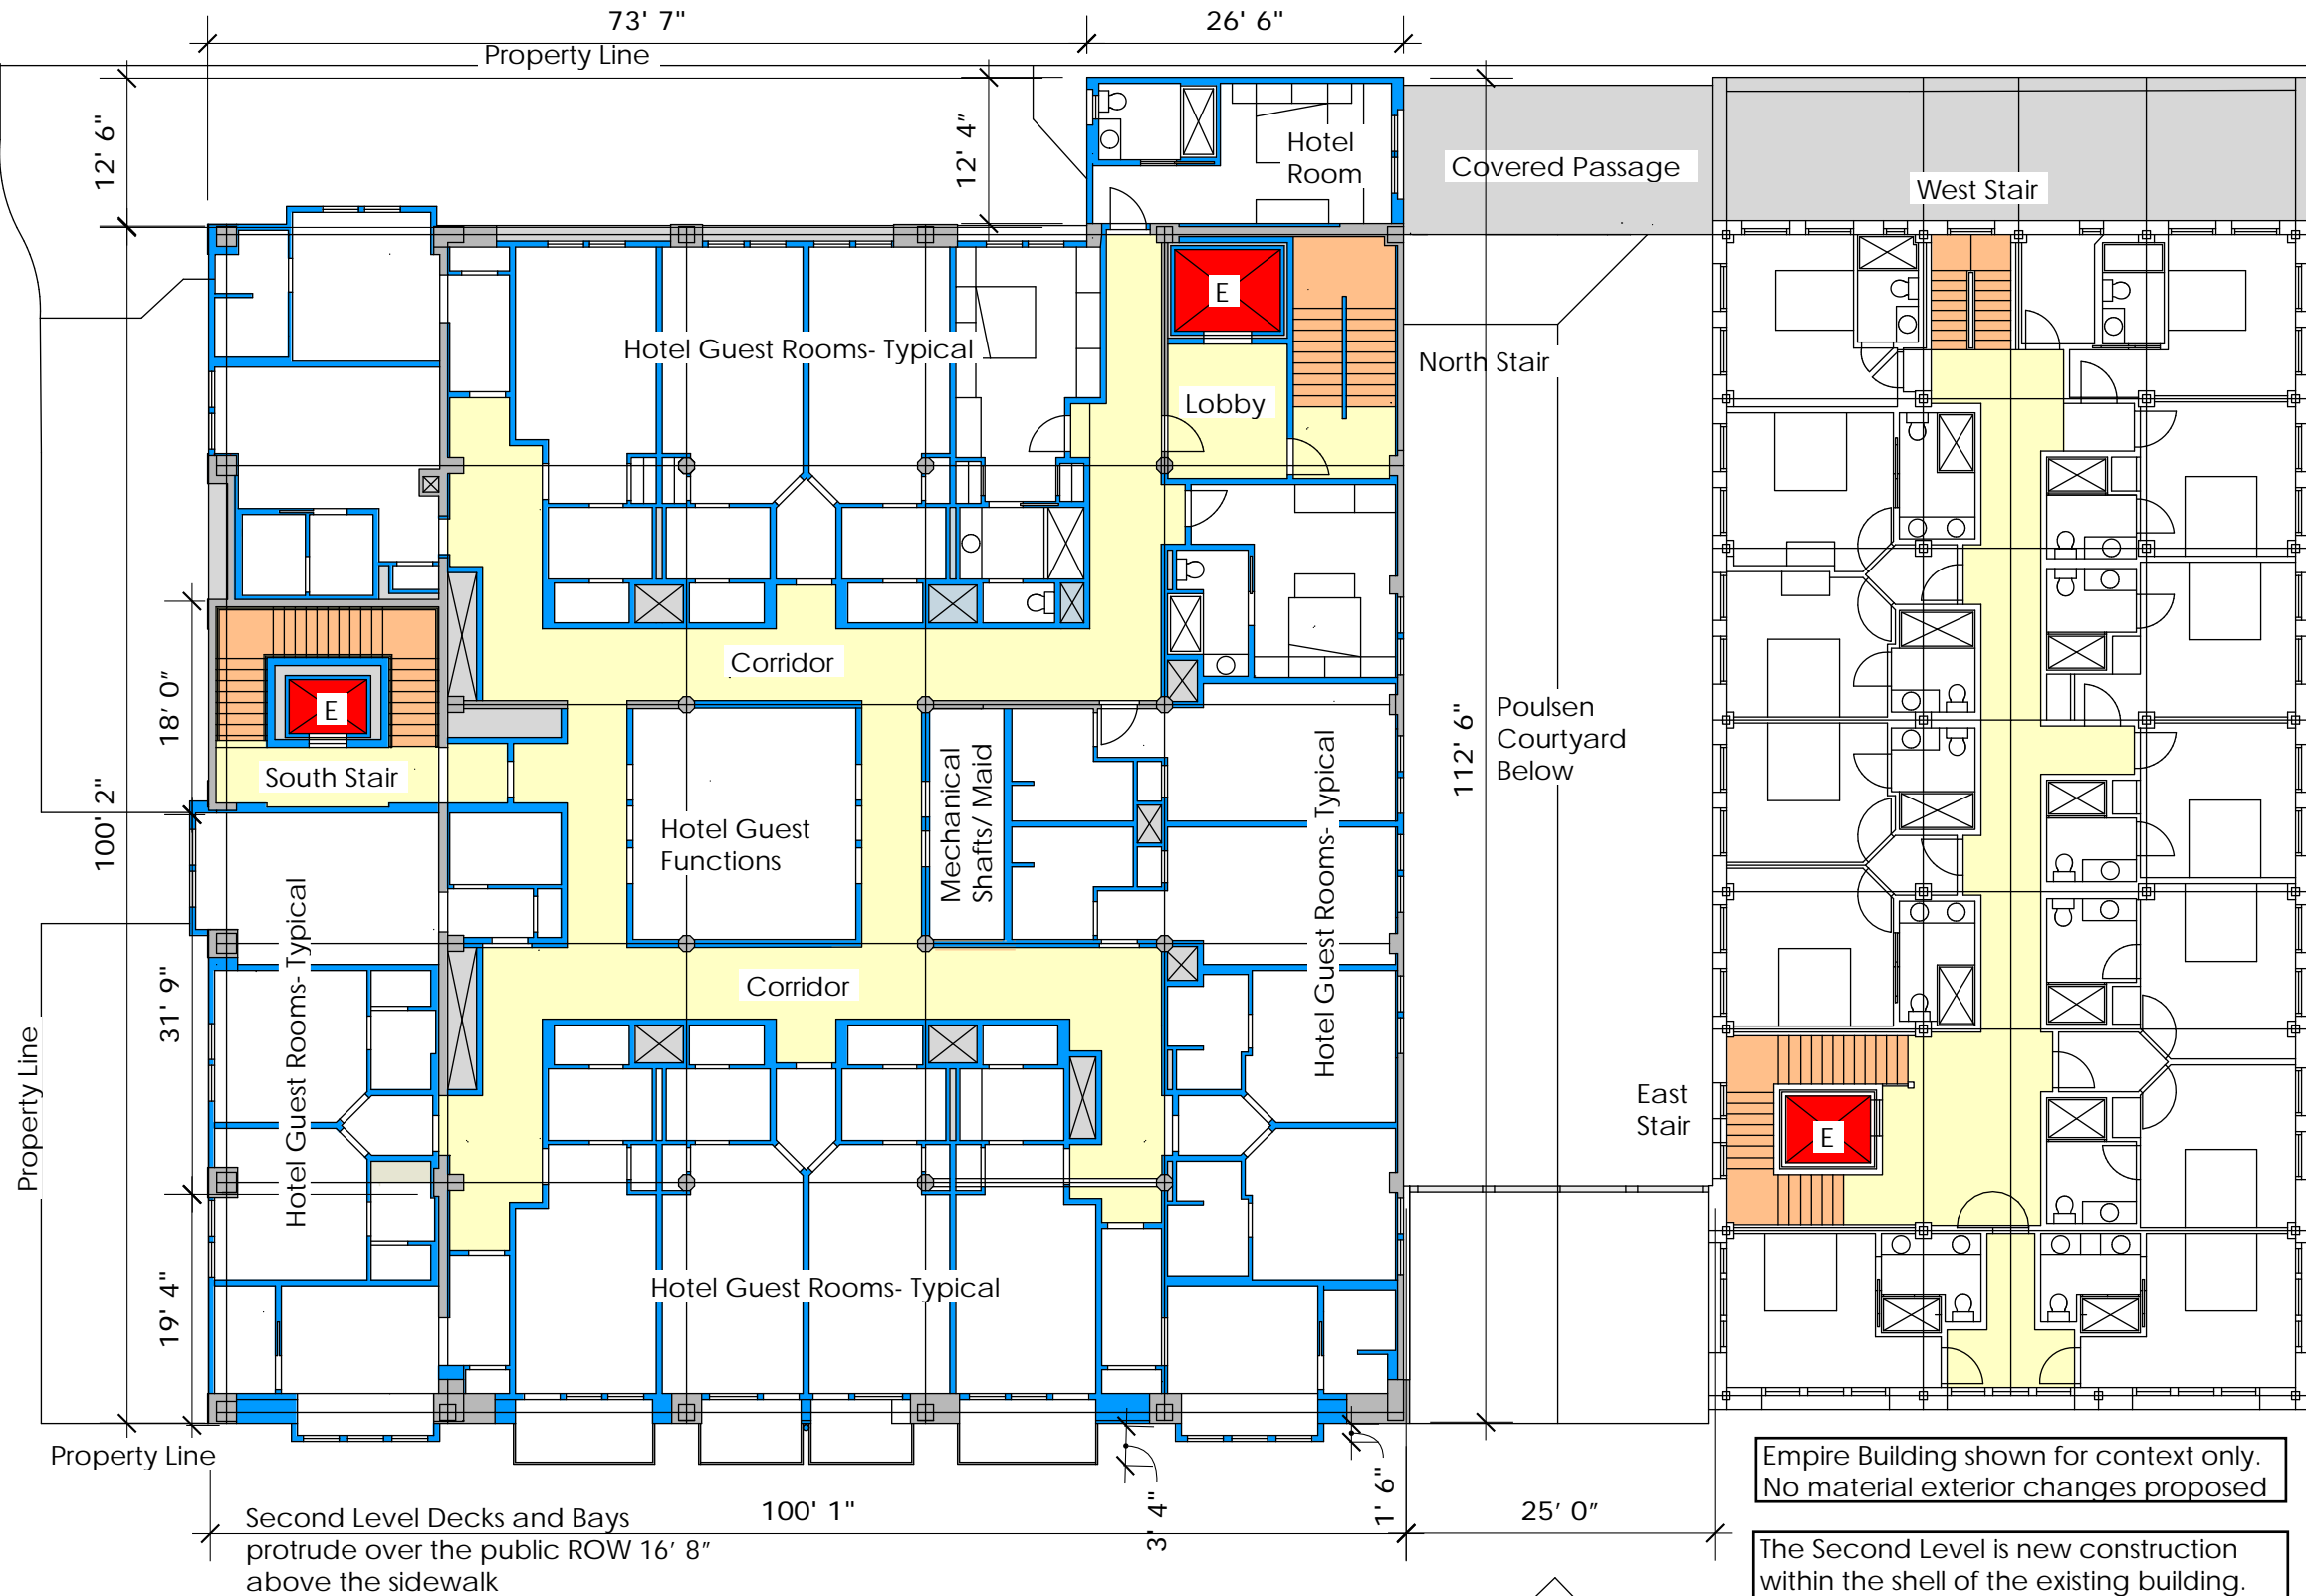 73' 7"
26' 6"
Property Line
12' 6"
12' 4"
Hotel
Room
Covered Passage
West Stair
E
Hotel Guest Rooms- Typical
North Stair
Lobby
Corridor
18' 0"
E
South Stair
100' 2"
Hotel Guest
Functions
Mechanical
Shafts/ Maid
Hotel Guest Rooms- Typical
112' 6"
Poulsen
Courtyard
Below
Hotel Guest Rooms- Typical
31' 9"
Corridor
Property Line
East
Stair
E
19' 4"
Hotel Guest Rooms- Typical
Property Line
3' 4"
1' 6"
Empire Building shown for context only.
No material exterior changes proposed
100' 1"
25' 0"
Second Level Decks and Bays
protrude over the public ROW 16' 8"
above the sidewalk
The Second Level is new construction
within the shell of the existing building.